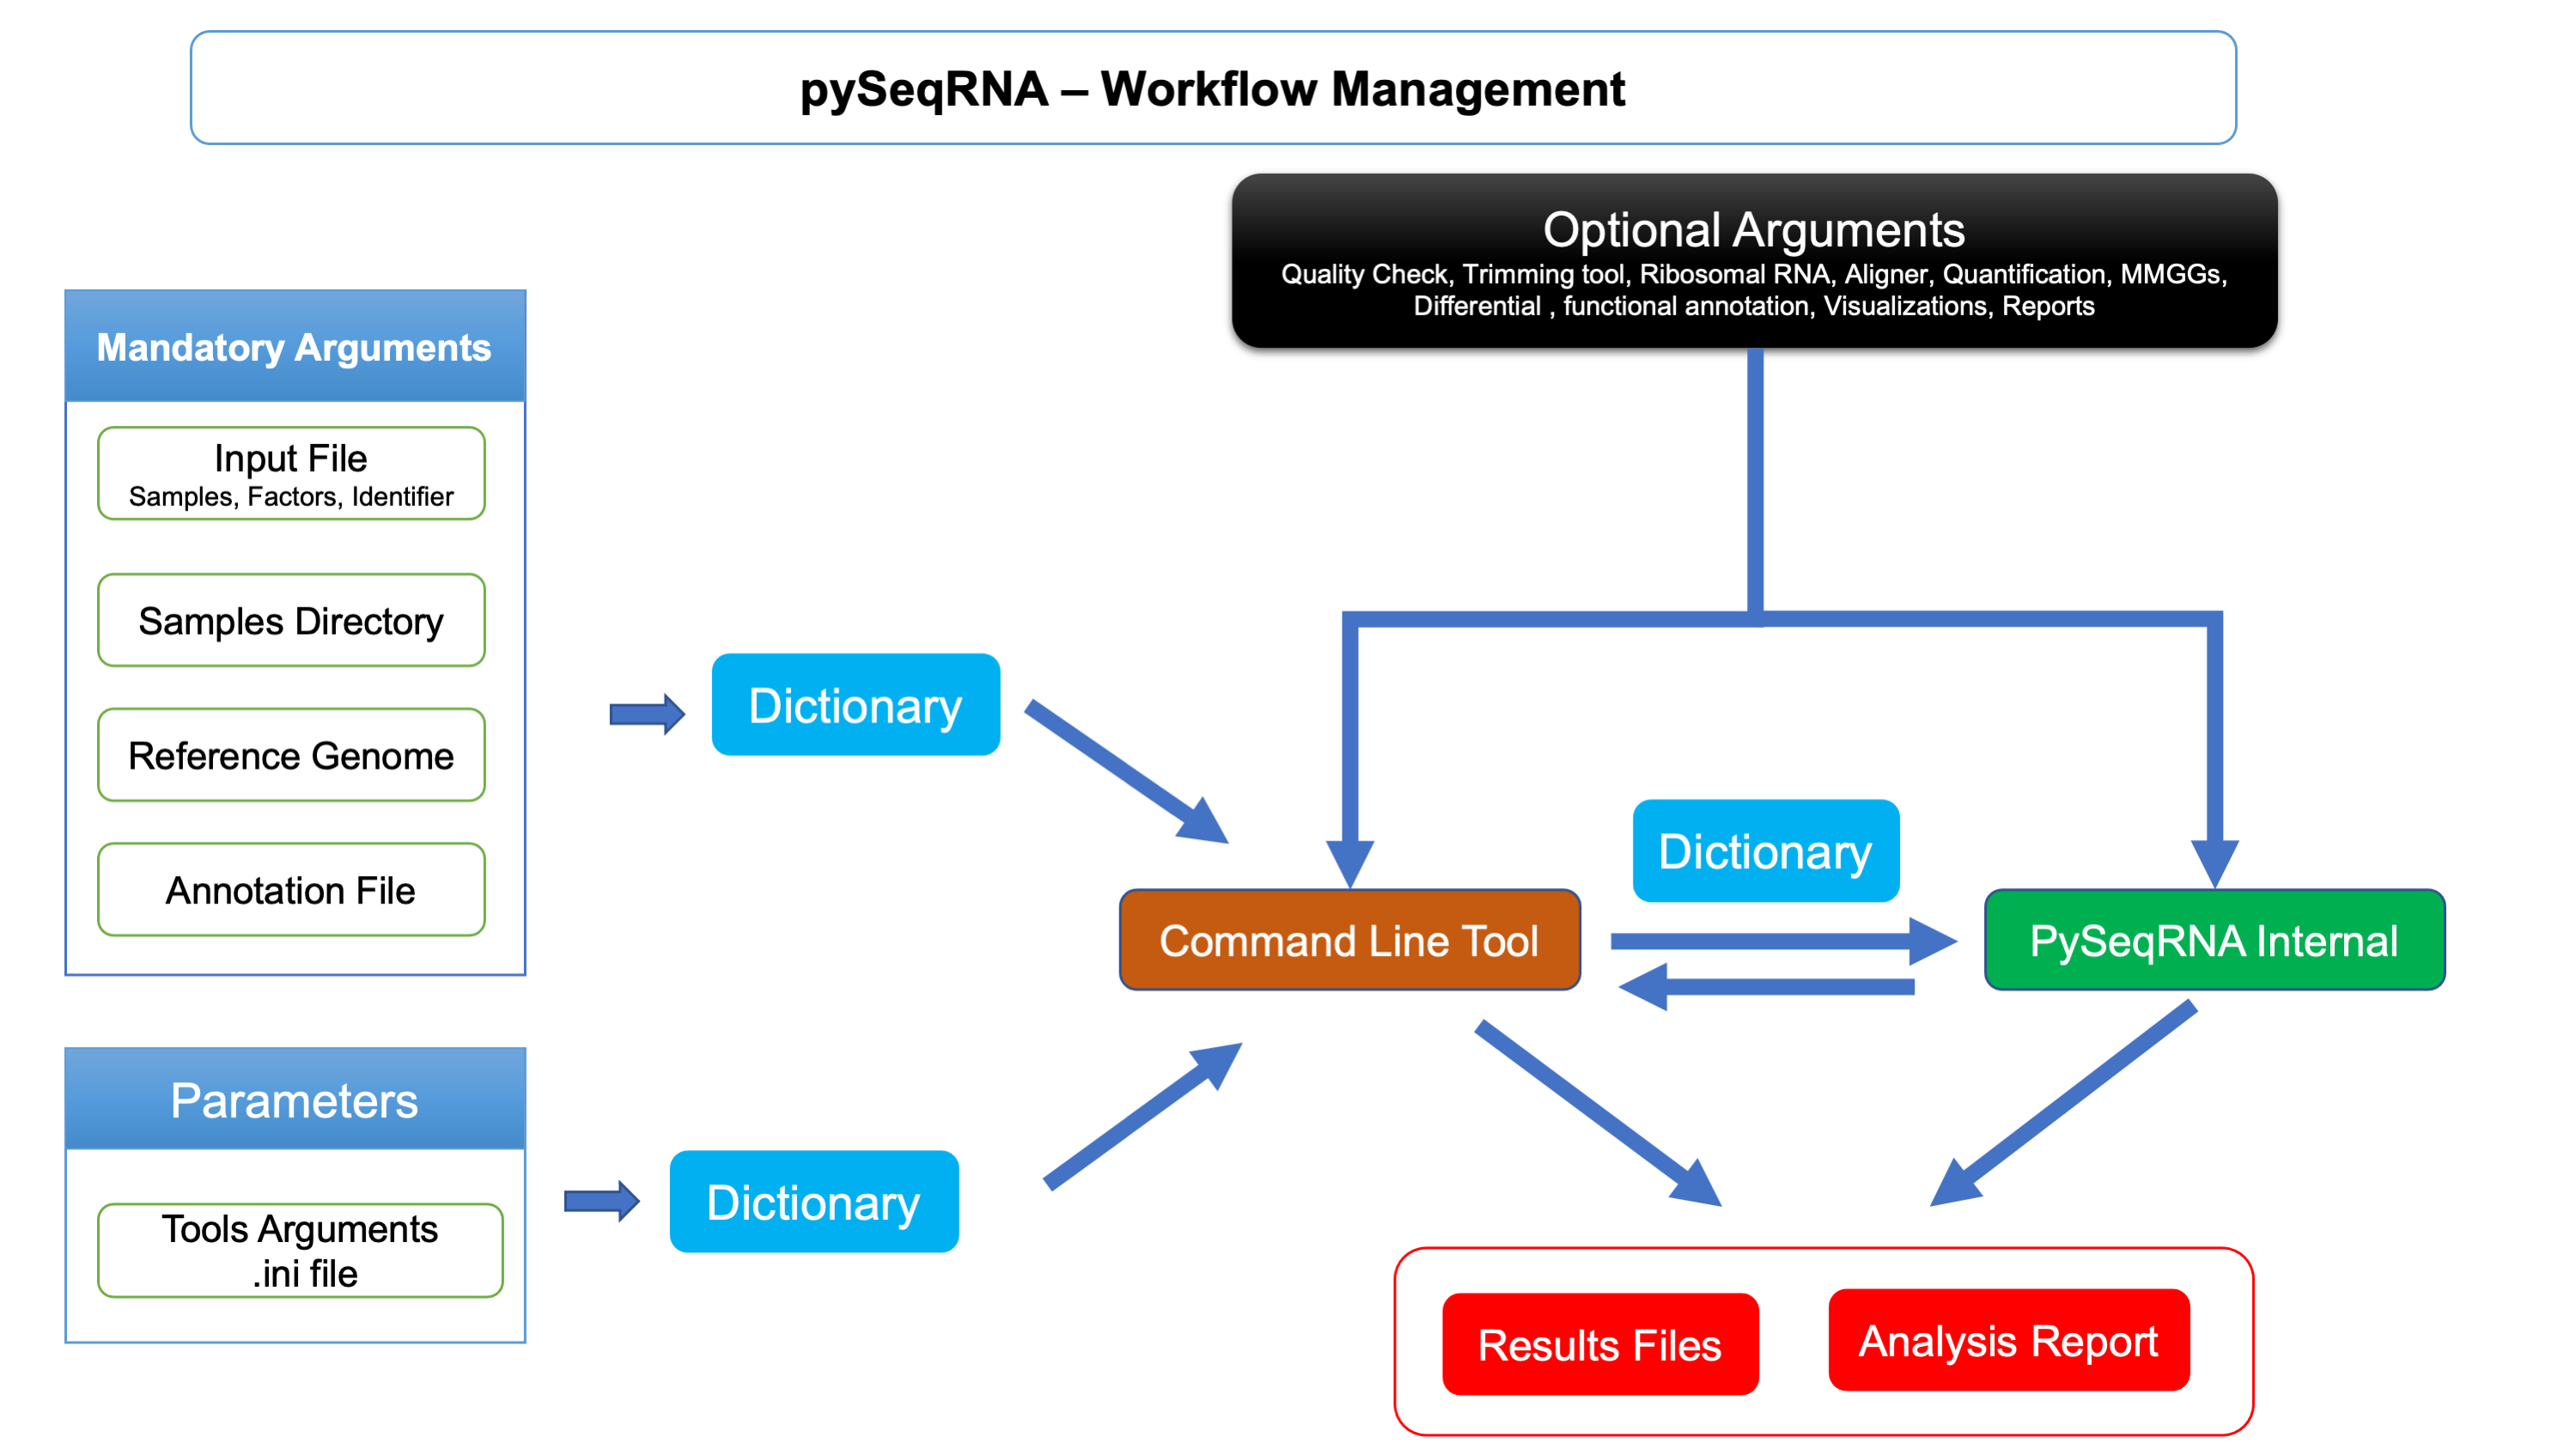 pySeqRNA – Workflow Management
Optional Arguments
Quality Check, Trimming tool, Ribosomal RNA, Aligner, Quantification, MMGGs,
Differential , functional annotation, Visualizations, Reports
Mandatory Arguments
Input File
Samples, Factors, Identifier
Samples Directory
Reference Genome
Annotation File
Dictionary
Dictionary
Command Line Tool
PySeqRNA Internal
Parameters
Tools Arguments
.ini file
Dictionary
Results Files
Analysis Report